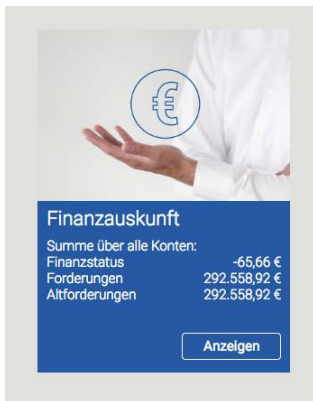 Finanzauskunft
Summe über alle Konten:
Finanzstatus -65,66 €
Forderungen 292.558,92 €
Altforderungen 292.558,92 €
Anzeigen